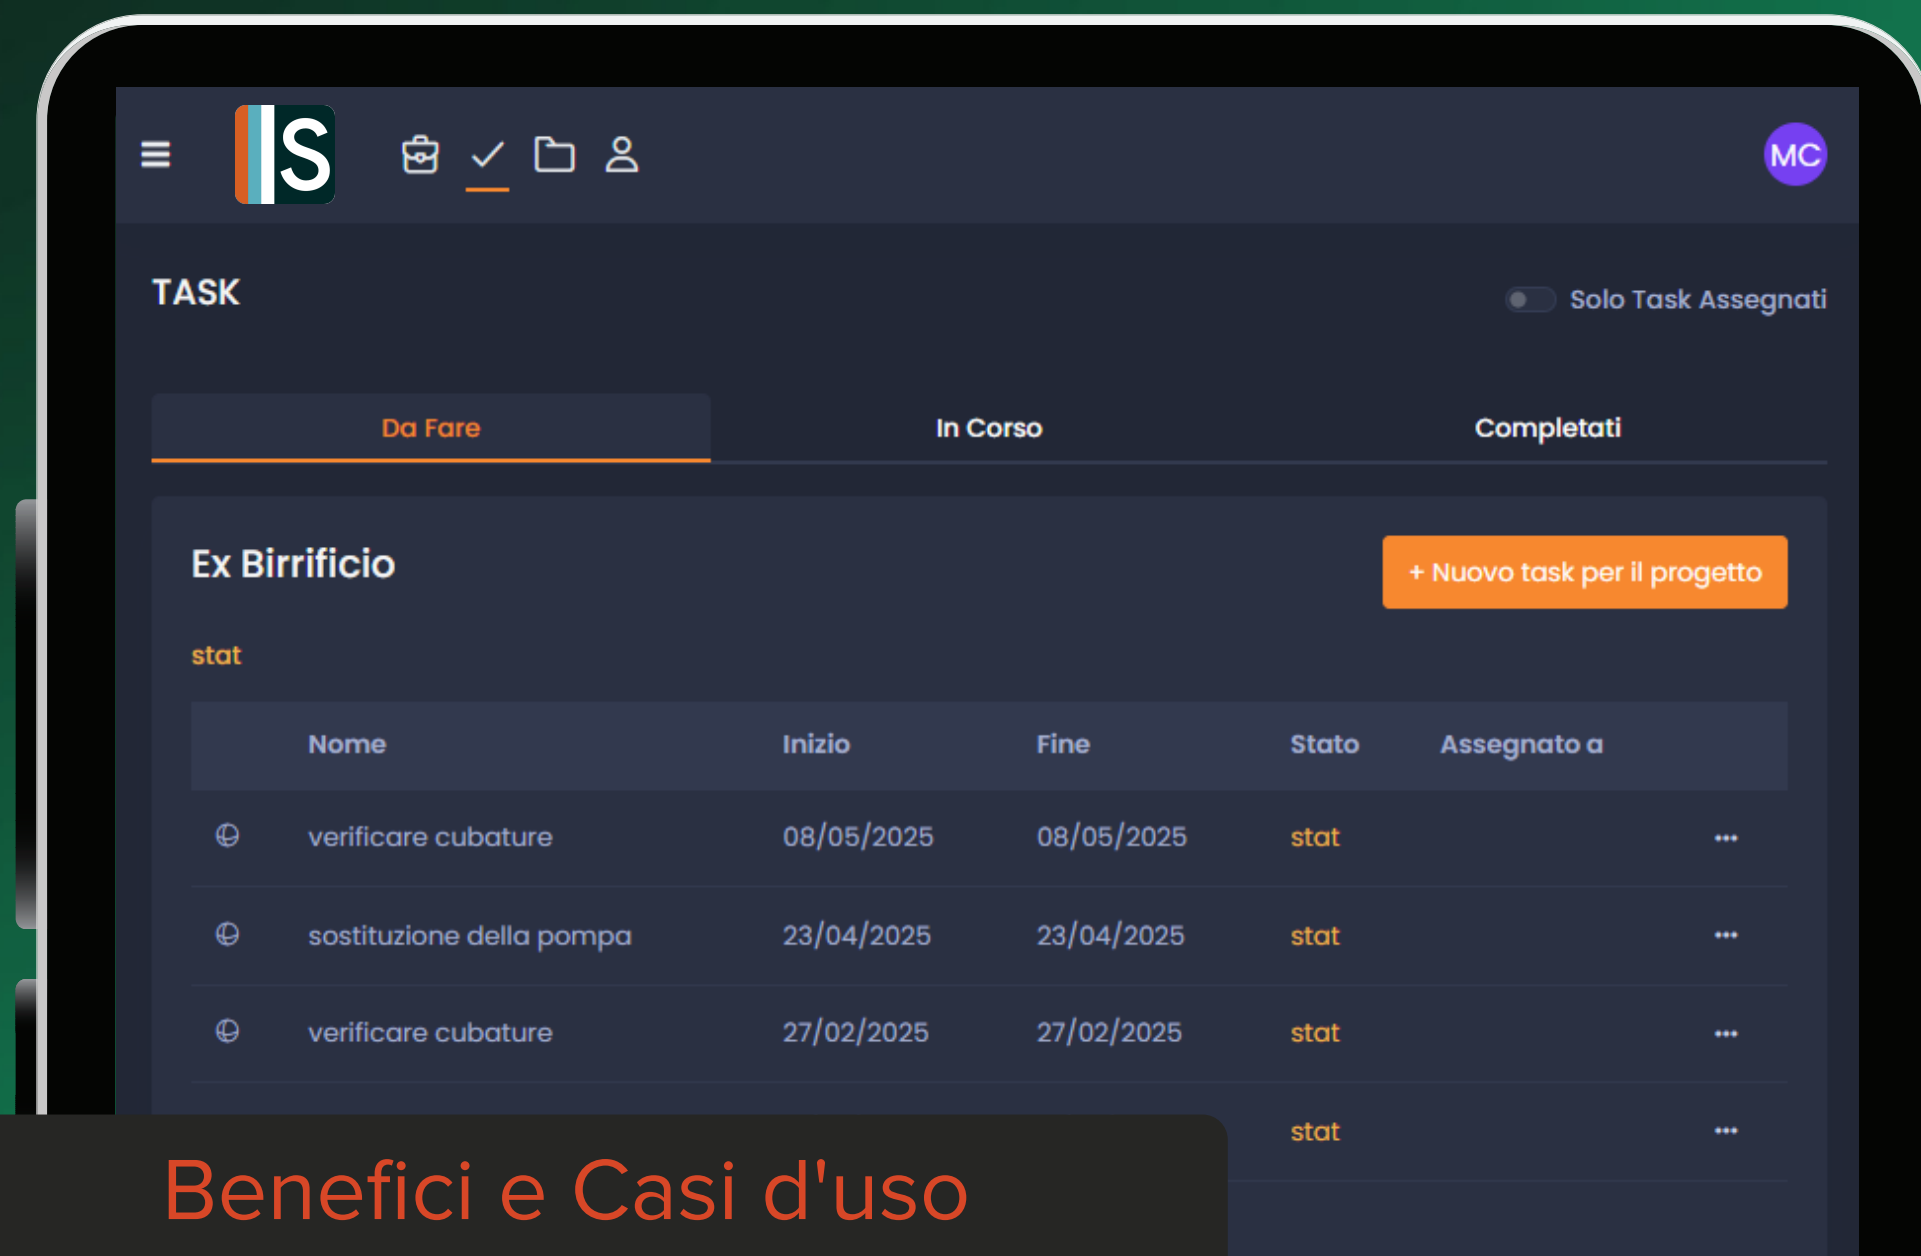 S
MC
TASK
Solo Task Assegnati
Da Fare In Corso Completati
Ex Birrificio
+ Nuovo task per il progetto
stat
Nome Inizio Fine Stato Assegnato a
verificare cubature 08/05/2025 08/05/2025 stat
sostituzione della pompa 23/04/2025 23/04/2025 stat
verificare cubature 27/02/2025 27/02/2025 stat
stat
Benefici e Casi d'uso